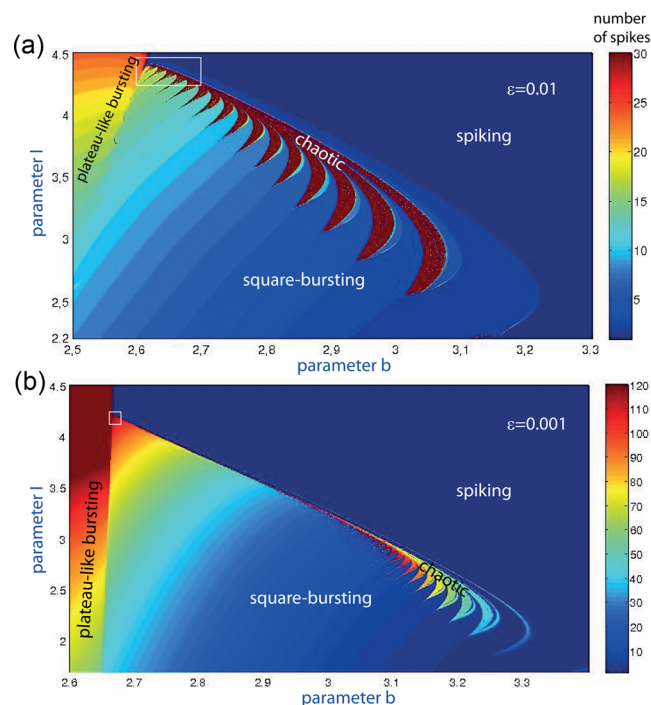 (a)
number
of spikes
4.5
4
3,5
3
2,5
2.2
parameter I
plateau-like bursting
ε=0.01
spiking
chaotic
square-bursting
30
25
20
15
10
5
2,5 2,6 2,7 2,8 2,9 3 3,1 3.2 3.3
parameter b
(b)
4.5
4
3.5
3
2.5
2
parameter I
plateau-like bursting
ε=0.001
spiking
chaotic
square-bursting
120
110
100
90
80
70
60
50
40
30
20
10
2.6 2.7 2.8 2.9 3 3.1 3.2 3.3
parameter b